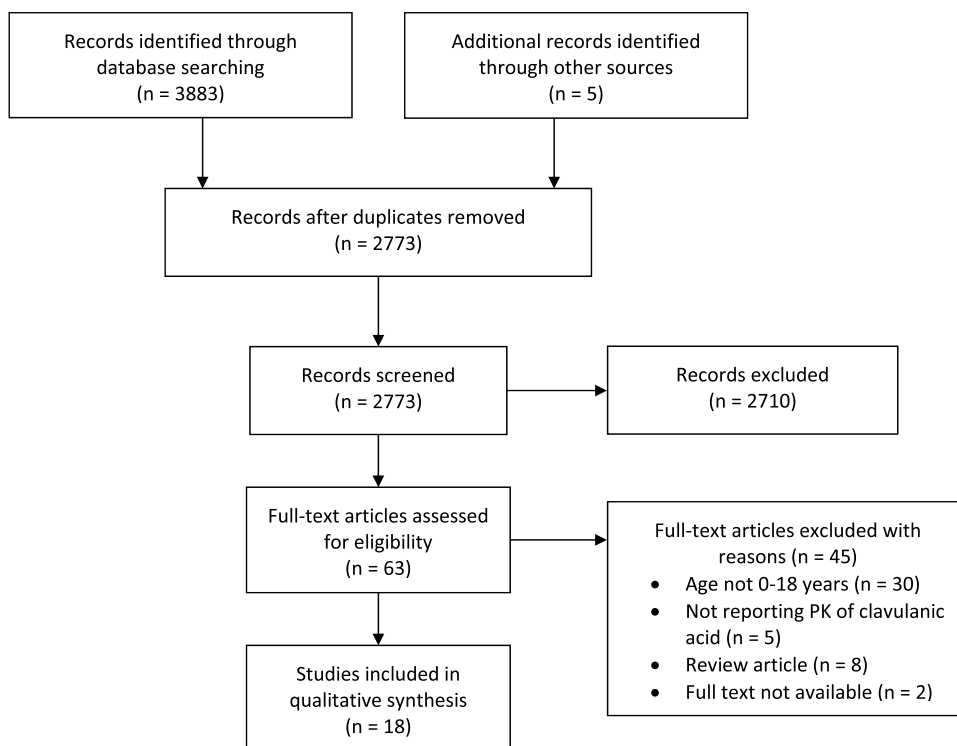 Records identified through
database searching
(n = 3883)
Additional records identified
through other sources
(n = 5)
Records after duplicates removed
(n = 2773)
Records screened
(n = 2773)
Records excluded
(n = 2710)
Full-text articles assessed
for eligibility
(n = 63)
Full-text articles excluded with
reasons (n = 45)
• Age not 0-18 years (n = 30)
• Not reporting PK of clavulanic
acid (n = 5)
• Review article (n = 8)
• Full text not available (n = 2)
Studies included in
qualitative synthesis
(n = 18)